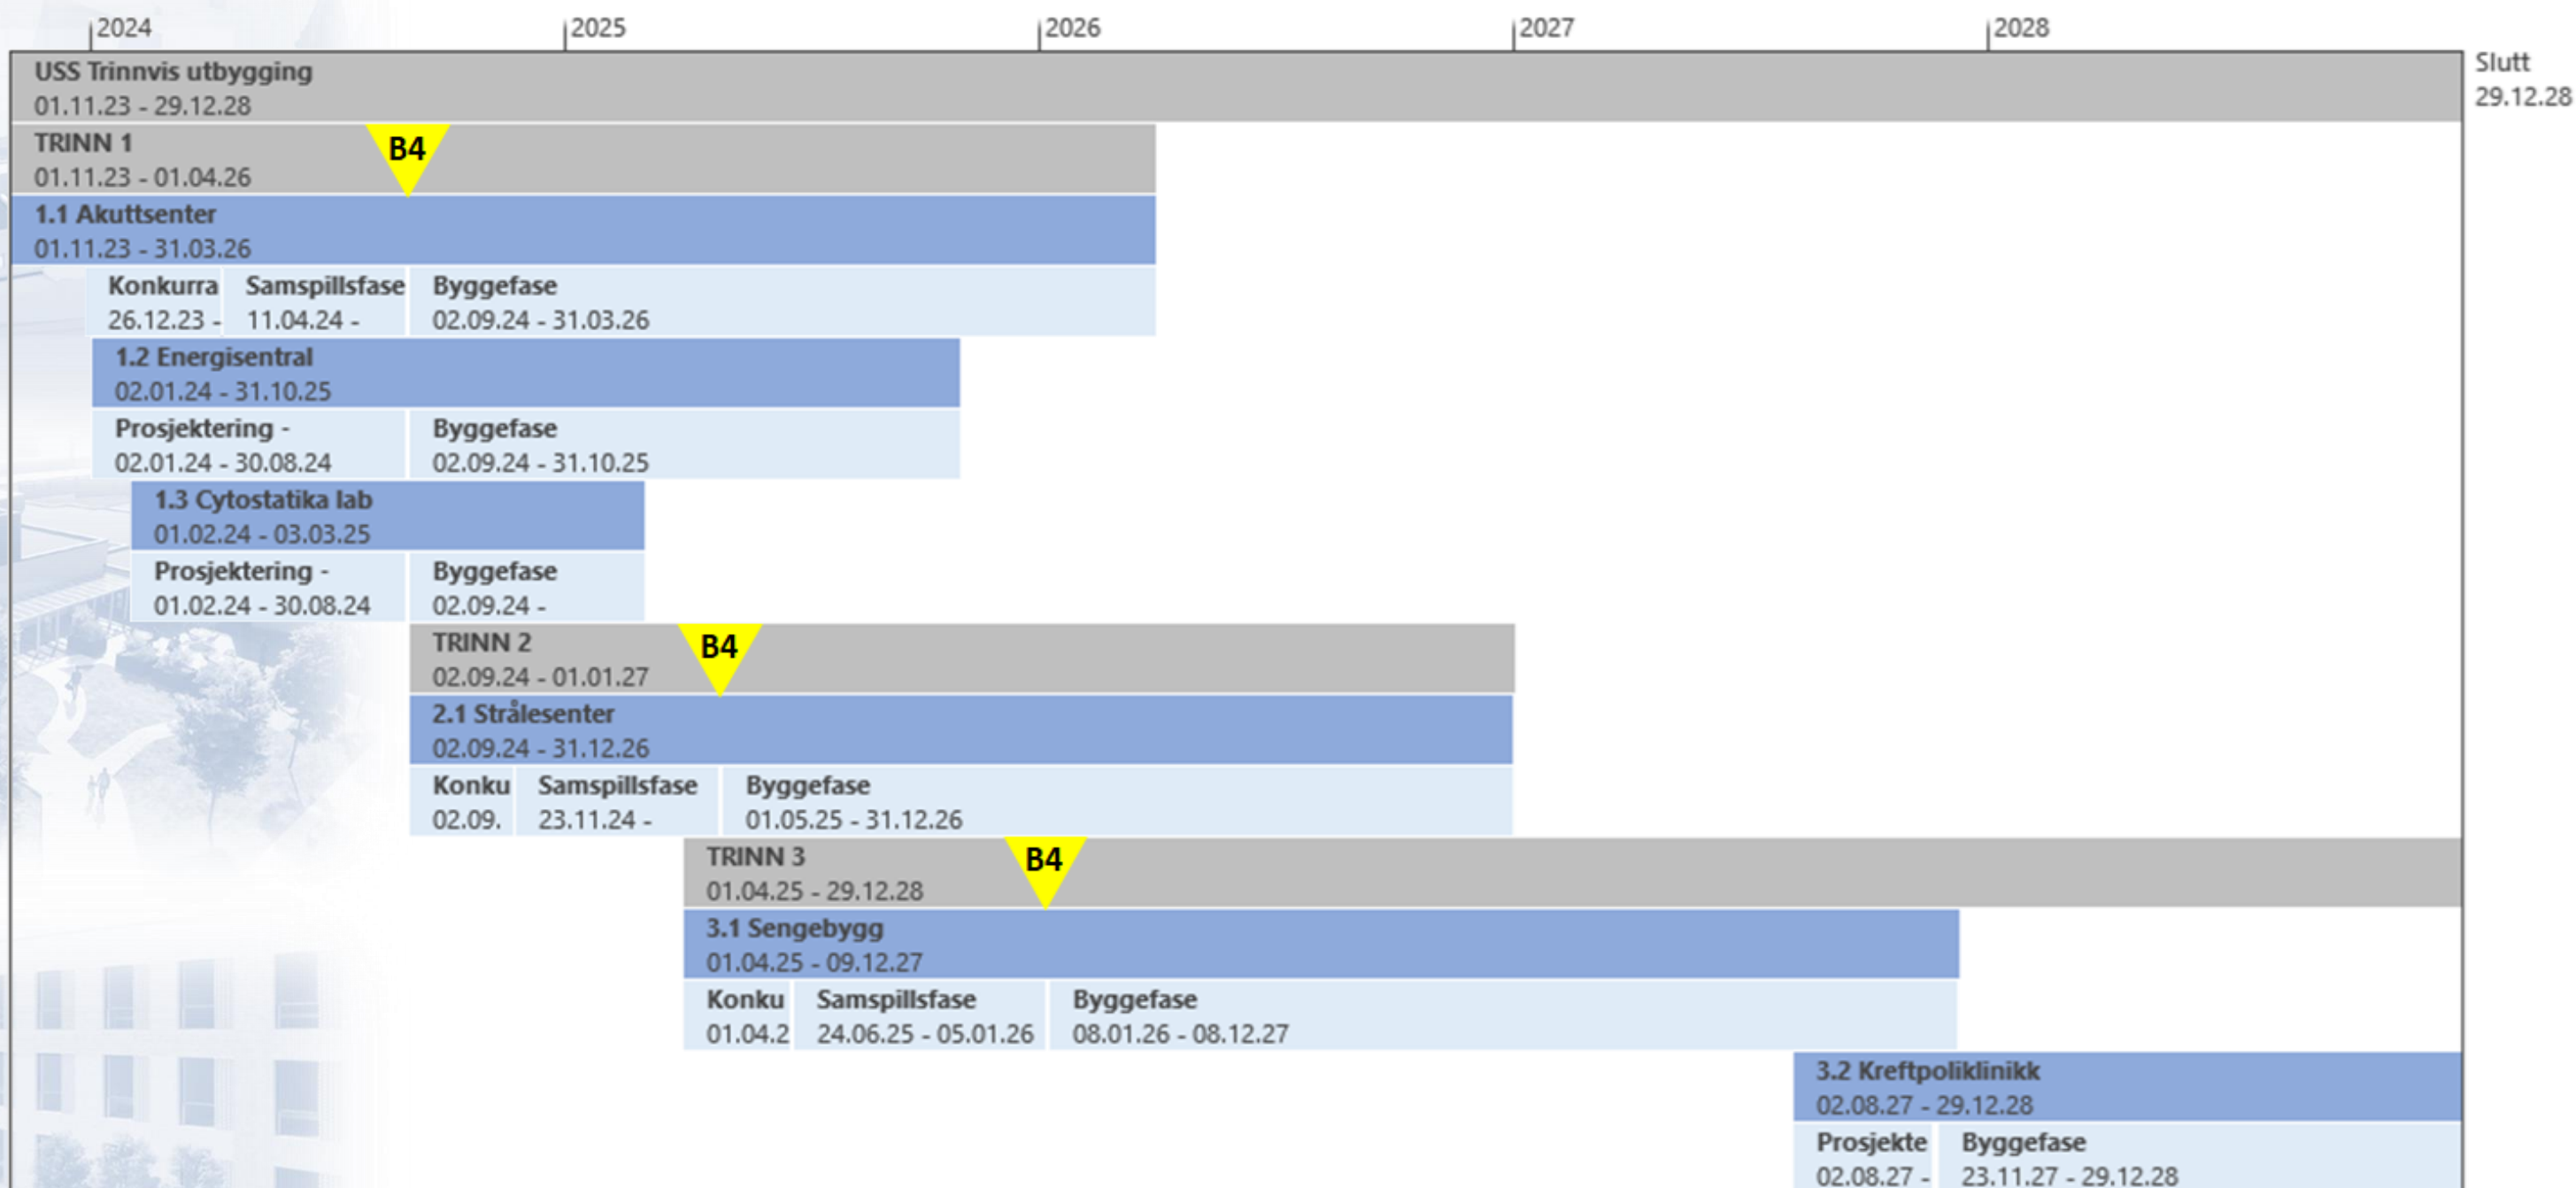 2024
2025
2026
2027
2028
Slutt
29.12.28
USS Trinnvis utbygging
01.11.23 - 29.12.28
TRINN 1
01.11.23 - 01.04.26
B4
1.1 Akuttsenter
01.11.23 - 31.03.26
Konkurra
26.12.23 -
Samspillsfase
11.04.24 -
Byggefase
02.09.24 - 31.03.26
1.2 Energisentral
02.01.24 - 31.10.25
Prosjektering -
02.01.24 - 30.08.24
Byggefase
02.09.24 - 31.10.25
1.3 Cytostatika lab
01.02.24 - 03.03.25
Prosjektering -
01.02.24 - 30.08.24
Byggefase
02.09.24 -
TRINN 2
02.09.24 - 01.01.27
B4
2.1 Strålesenter
02.09.24 - 31.12.26
Konku
02.09.
Samspillsfase
23.11.24 -
Byggefase
01.05.25 - 31.12.26
TRINN 3
01.04.25 - 29.12.28
B4
3.1 Sengebygg
01.04.25 - 09.12.27
Konku
01.04.2
Samspillsfase
24.06.25 - 05.01.26
Byggefase
08.01.26 - 08.12.27
3.2 Kreftpoliklinikk
02.08.27 - 29.12.28
Prosjekte
02.08.27 -
Byggefase
23.11.27 - 29.12.28